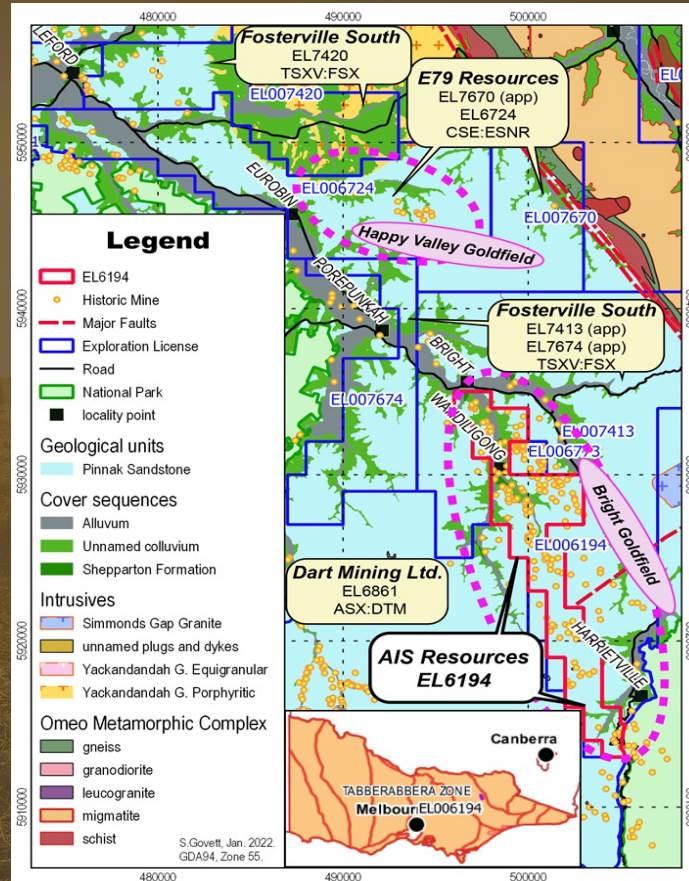 480000
490000
500000
LEFORD
Fosterville South
EL7420
TSXV:FSX
EL007420
E79 Resources
EL7670 (app)
EL6724
CSE:ESNR
EUROBIN
EL006724
EL007670
Happy Valley Goldfield
POREPUNKAH
Fosterville South
EL7413 (app)
EL7674 (app)
TSXV:FSX
BRIGHT
WANDILIGONG
EL007674
EL007413
EL006194
Bright Goldfield
Dart Mining Ltd.
EL6861
ASX:DTM
AIS Resources
EL6194
HARRIETVILLE
Legend
EL6194
Historic Mine
Major Faults
Exploration License
Road
National Park
locality point
Geological units
Pinnak Sandstone
Cover sequences
Alluvum
Unnamed colluvium
Shepparton Formation
Intrusives
Simmonds Gap Granite
unnamed plugs and dykes
Yackandandah G. Equigranular
Yackandandah G. Porphyritic
Omeo Metamorphic Complex
gneiss
granodiorite
leucogranite
migmatite
schist
S.Govett, Jan. 2022.
GDA94, Zone 55.
Canberra
TABBERABBERA ZONE
EL006194
5940000
5930000
5920000
5910000
480000
490000
500000